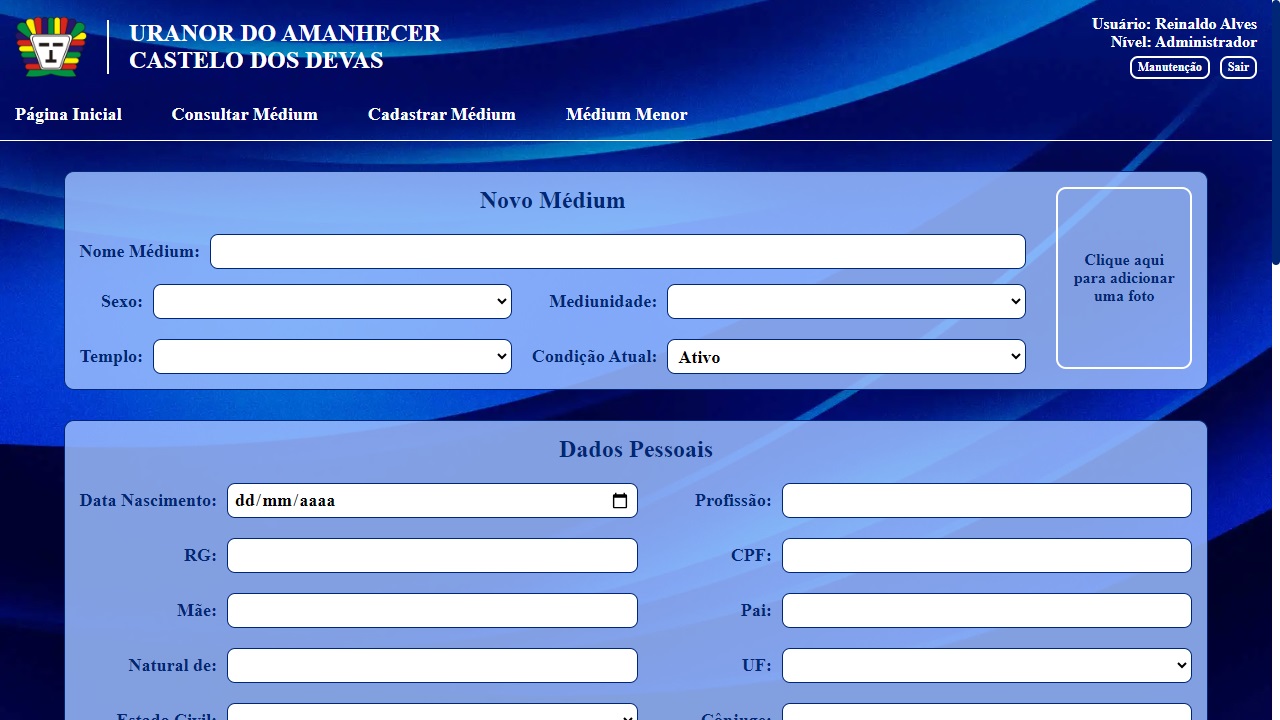 URANOR DO AMANHECER
CASTELO DOS DEVAS
Usuário: Reinaldo Alves
Nível: Administrador
Manutenção Sair
Página Inicial Consultar Médium Cadastrar Médium Médium Menor
Novo Médium
Nome Médium:
Sexo: Mediunidade:
Templo: Condição Atual: Ativo
Clique aqui
para adicionar
uma foto
Dados Pessoais
Data Nascimento: dd/mm/aaaa Profissão:
RG: CPF:
Mãe: Pai:
Natural de: UF:
Estado Civil: Cônjuge: